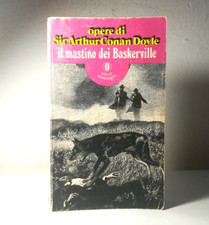 opere di
Sir Arthur Conan Doyle
il mastino dei Baskerville